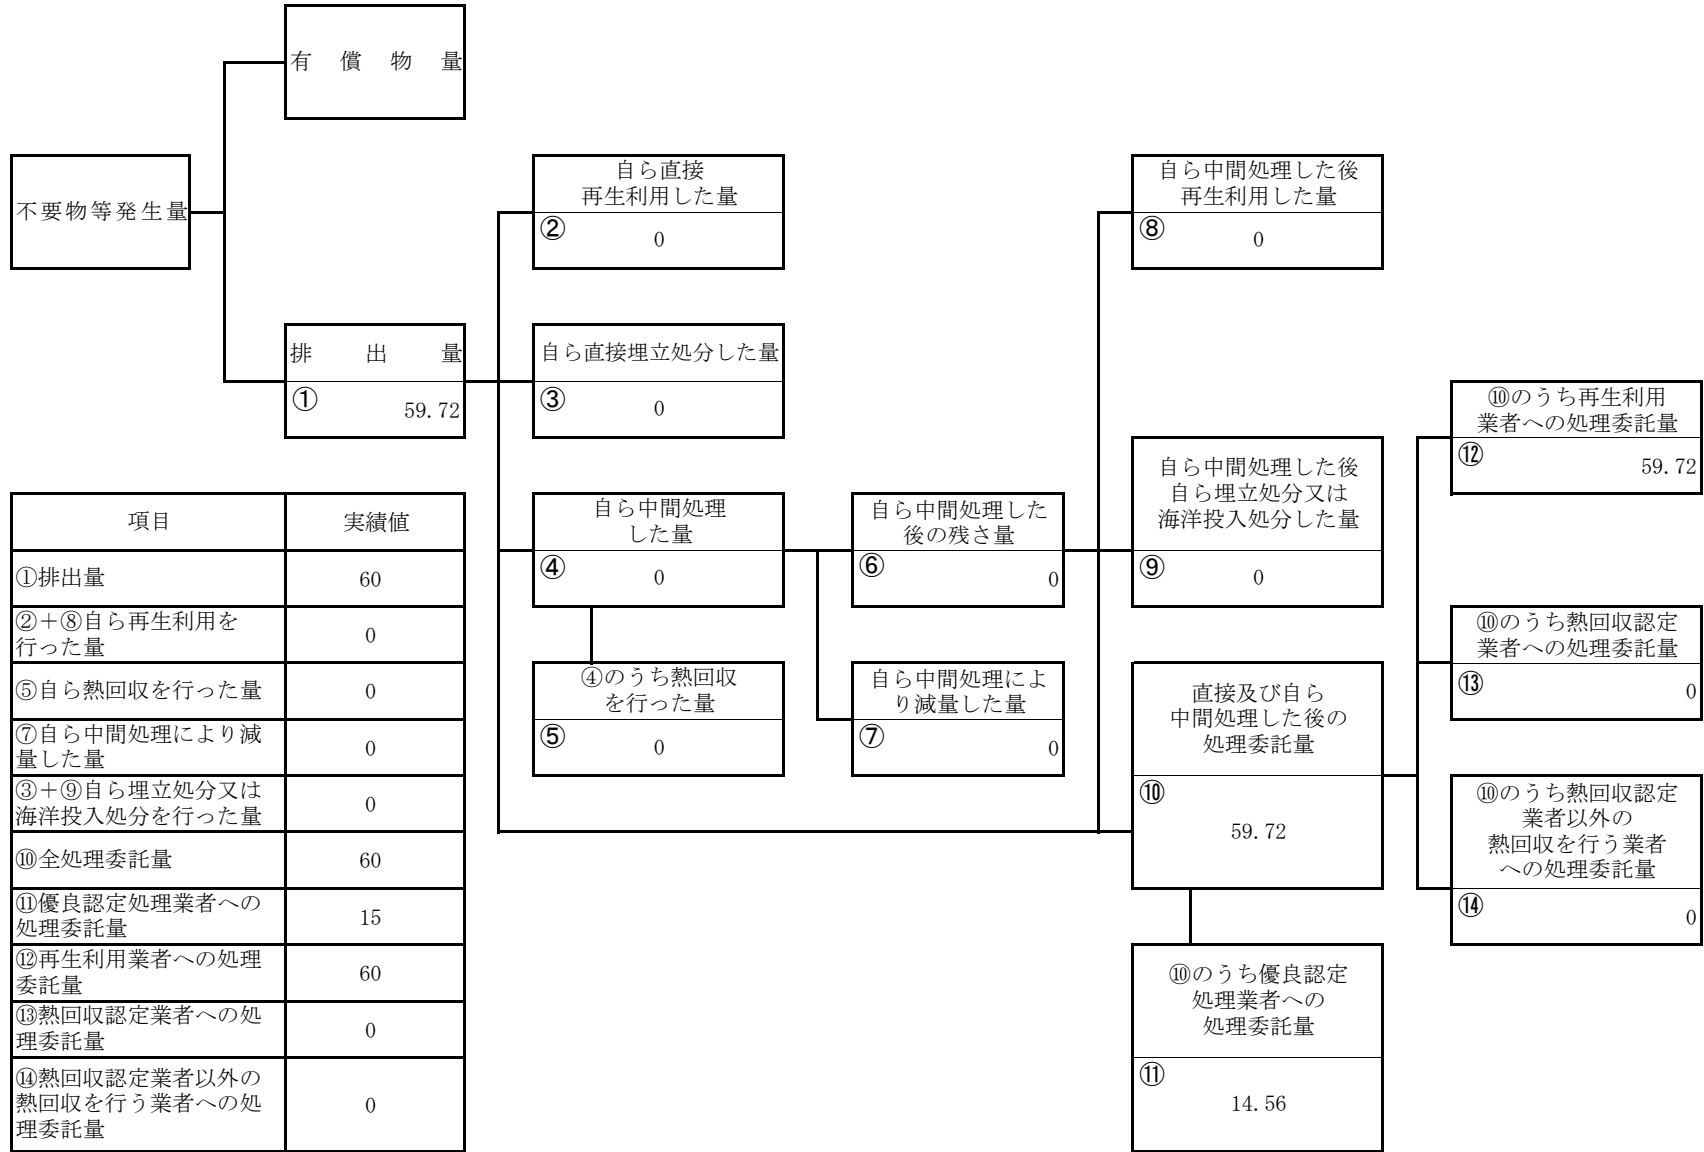 有償物量
不要物等発生量
排出量
①
59.72
自ら直接
再生利用した量
②
0
自ら直接埋立処分した量
③
0
自ら中間処理
した量
④
0
④のうち熱回収
を行った量
⑤
0
自ら中間処理した
後の残さ量
⑥
0
自ら中間処理によ
り減量した量
⑦
0
自ら中間処理した後
再生利用した量
⑧
0
自ら中間処理した後
自ら埋立処分又は
海洋投入処分した量
⑨
0
直接及び自ら
中間処理した後の
処理委託量
⑩
59.72
⑩のうち優良認定
処理業者への
処理委託量
⑪
14.56
⑩のうち再生利用
業者への処理委託量
⑫
59.72
⑩のうち熱回収認定
業者への処理委託量
⑬
0
⑩のうち熱回収認定
業者以外の
熱回収を行う業者
への処理委託量
⑭
0
項目 実績値
①排出量 60
②＋⑧自ら再生利用を
行った量 0
⑤自ら熱回収を行った量 0
⑦自ら中間処理により減
量した量 0
③＋⑨自ら埋立処分又は
海洋投入処分を行った量 0
⑩全処理委託量 60
⑪優良認定処理業者への
処理委託量 15
⑫再生利用業者への処理
委託量 60
⑬熱回収認定業者への処
理委託量 0
⑭熱回収認定業者以外の
熱回収を行う業者への処
理委託量 0